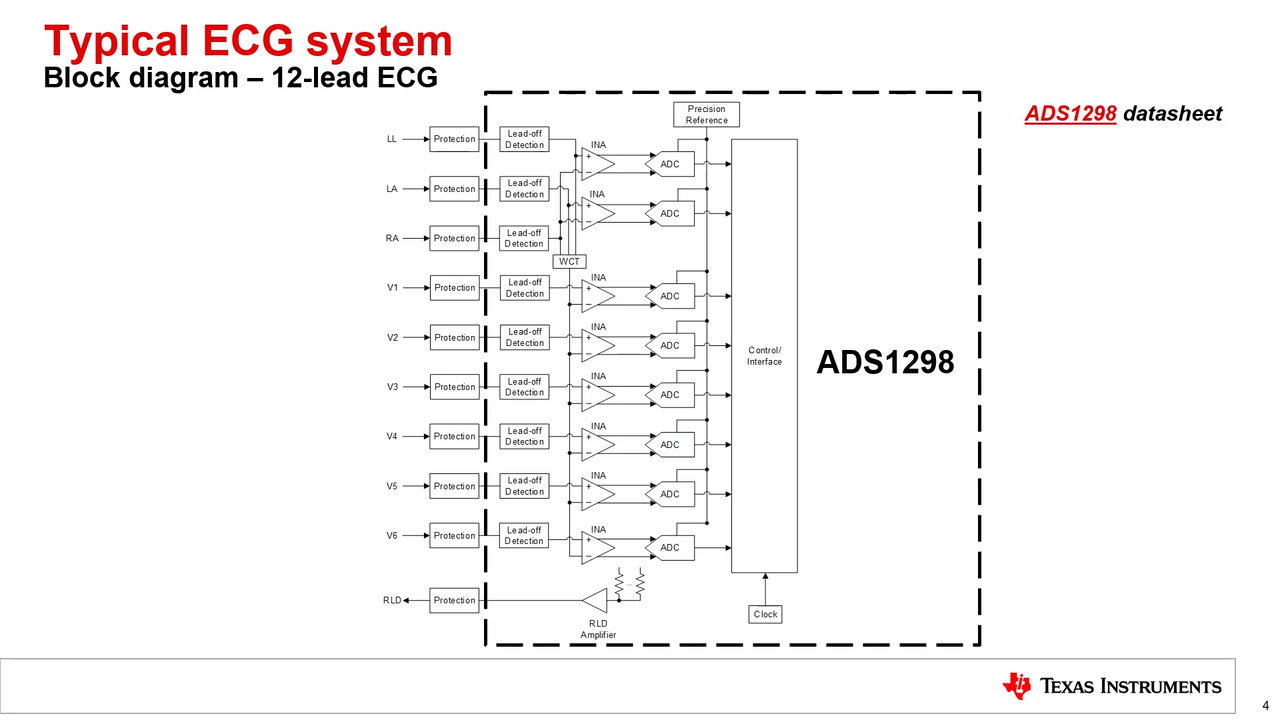 Typical ECG system
Block diagram – 12-lead ECG
ADS1298 datasheet
Precision
Reference
LL
Protection
Lead-off
Detection
INA
+
–
ADC
LA
Protection
Lead-off
Detection
INA
+
–
ADC
RA
Protection
Lead-off
Detection
WCT
V1
Protection
Lead-off
Detection
INA
+
–
ADC
V2
Protection
Lead-off
Detection
INA
+
–
ADC
Control/
Interface
ADS1298
V3
Protection
Lead-off
Detection
INA
+
–
ADC
V4
Protection
Lead-off
Detection
INA
+
–
ADC
V5
Protection
Lead-off
Detection
INA
+
–
ADC
V6
Protection
Lead-off
Detection
INA
+
–
ADC
...
RLD
Protection
RLD
Amplifier
Clock
TEXAS INSTRUMENTS
4